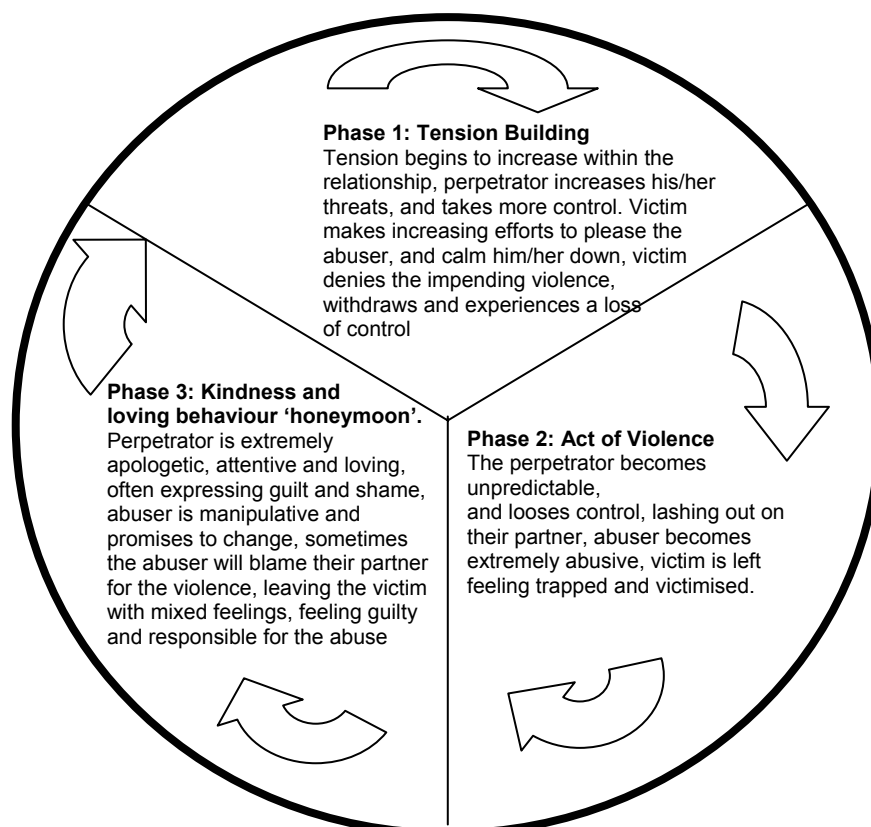 Phase 1: Tension Building
Tension begins to increase within the
relationship, perpetrator increases his/her
threats, and takes more control. Victim
makes increasing efforts to please the
abuser, and calm him/her down, victim
denies the impending violence,
withdraws and experiences a loss
of control
Phase 2: Act of Violence
The perpetrator becomes
unpredictable,
and looses control, lashing out on
their partner, abuser becomes
extremely abusive, victim is left
feeling trapped and victimised.
Phase 3: Kindness and
loving behaviour ‘honeymoon’.
Perpetrator is extremely
apologetic, attentive and loving,
often expressing guilt and shame,
abuser is manipulative and
promises to change, sometimes
the abuser will blame their partner
for the violence, leaving the victim
with mixed feelings, feeling guilty
and responsible for the abuse